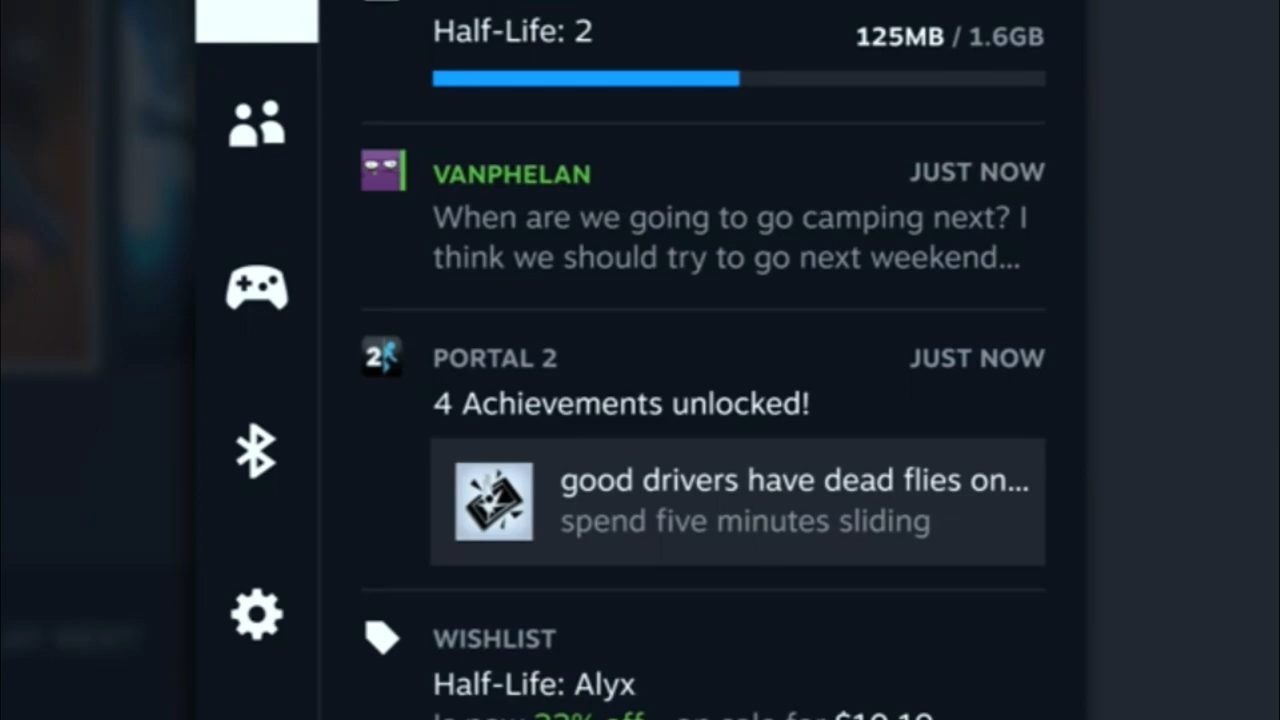 Half-Life: 2
125MB / 1.6GB
VANPHELAN
JUST NOW
When are we going to go camping next? I
think we should try to go next weekend...
2
PORTAL 2
JUST NOW
4 Achievements unlocked!
good drivers have dead flies on...
spend five minutes sliding
WISHLIST
Half-Life: Alyx